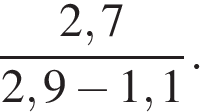 2,7
2,9 − 1,1 .